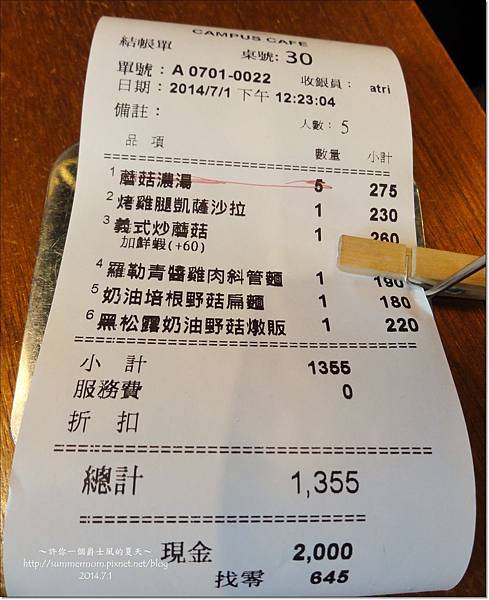 CAMPUS CAFE
結帳單 桌號: 30
單號: A 0701-0022 收銀員: atri
日期: 2014/7/1 下午 12:23:04
備註: 人數: 5
品 項 數量 小計
1 蘑菇濃湯 5 275
2 烤雞腿凱薩沙拉 1 230
3 義式炒蘑菇 1 260
加鮮蝦(+60)
4 羅勒青醬雞肉斜管麵 1 190
5 奶油培根野菇扁麵 1 180
6 黑松露奶油野菇燉販 1 220
小 計 1355
服務費 0
折 扣
總計 1,355
現金 2,000
找零 645
～許你一個爵士風的夏天～
http://summermom.pixnet.net/blog
2014.7.1